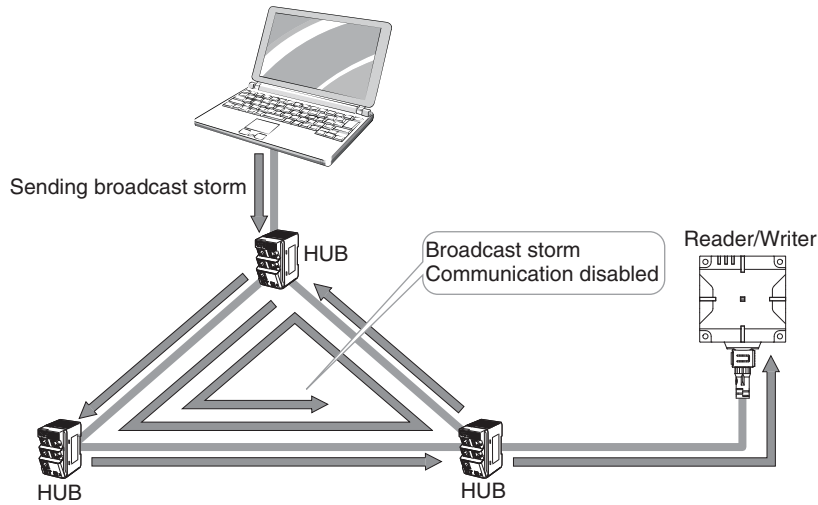 Sending broadcast storm
HUB
Broadcast storm
Communication disabled
Reader/Writer
HUB
HUB